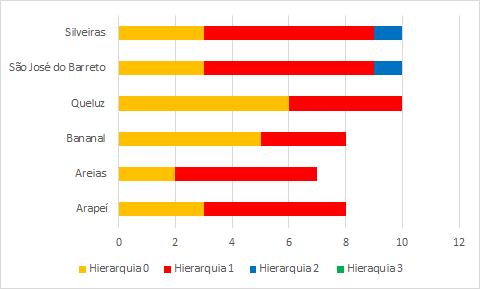 Silveiras
São José do Barreto
Queluz
Bananal
Areias
Arapeí
0 2 4 6 8 10 12
Hierarquia 0 Hierarquia 1 Hierarquia 2 Hieraquia 3